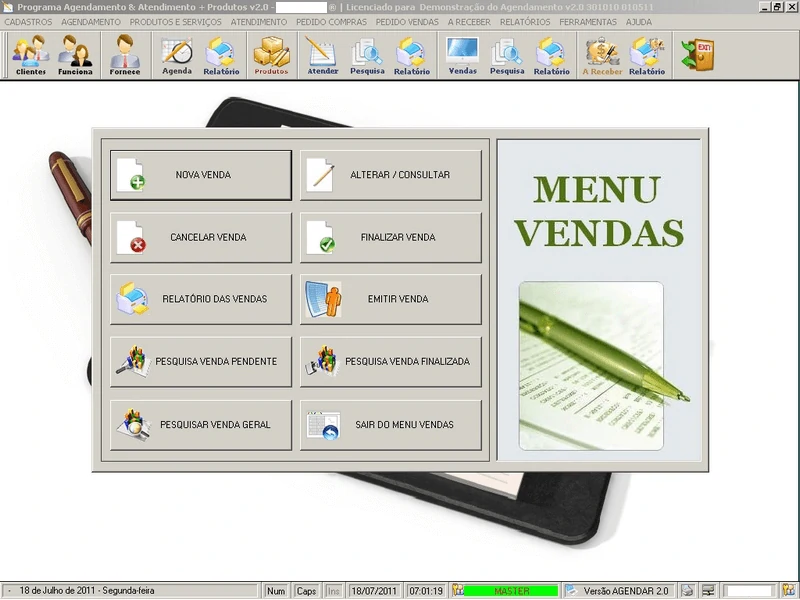 Programa Agendamento & Atendimento + Produtos v2.0 - ® | Licenciado para Demonstração do Agendamento v2.0 301010 010511
CADASTROS AGENDAMENTO PRODUTOS E SERVIÇOS ATENDIMENTO PEDIDO COMPRAS PEDIDO VENDAS A RECEBER RELATÓRIOS FERRAMENTAS AJUDA
EXIT
Clientes Funciona Fornece Agenda Relatório Produtos Atender Pesquisa Relatório Vendas Pesquisa Relatório A Receber Relatório
NOVA VENDA
ALTERAR / CONSULTAR
CANCELAR VENDA
FINALIZAR VENDA
RELATÓRIO DAS VENDAS
EMITIR VENDA
PESQUISA VENDA PENDENTE
PESQUISA VENDA FINALIZADA
PESQUISAR VENDA GERAL
SAIR DO MENU VENDAS
MENU
VENDAS
- 18 de Julho de 2011 - Segunda-feira Num Caps Ins 18/07/2011 07:01:19 MASTER Versão AGENDAR 2.0